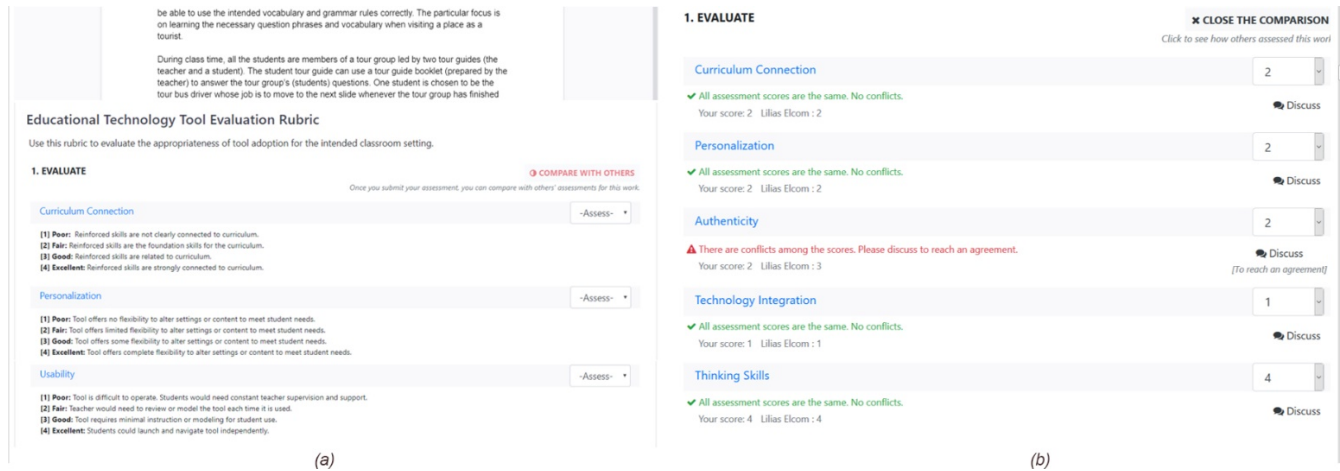 be able to use the intended vocabulary and grammar rules correctly. The particular focus is
on learning the necessary question phrases and vocabulary when visiting a place as a
tourist.
During class time, all the students are members of a tour group led by two tour guides (the
teacher and a student). The student tour guide can use a tour guide booklet (prepared by the
teacher) to answer the tour group's (students) questions. One student is chosen to be the
tour bus driver whose job is to move to the next slide whenever the tour group has finished
Educational Technology Tool Evaluation Rubric
Use this rubric to evaluate the appropriateness of tool adoption for the intended classroom setting.
1. EVALUATE
COMPARE WITH OTHERS
Once you submit your assessment, you can compare with others' assessments for this work.
Curriculum Connection
-Assess-
[1] Poor: Reinforced skills are not clearly connected to curriculum.
[2] Fair: Reinforced skills are the foundation skills for the curriculum.
[3] Good: Reinforced skills are related to curriculum.
[4] Excellent: Reinforced skills are strongly connected to curriculum.
Personalization
-Assess-
[1] Poor: Tool offers no flexibility to alter settings or content to meet student needs.
[2] Fair: Tool offers limited flexibility to alter settings or content to meet student needs.
[3] Good: Tool offers some flexibility to alter settings or content to meet student needs.
[4] Excellent: Tool offers complete flexibility to alter settings or content to meet student needs.
Usability
-Assess-
[1] Poor: Tool is difficult to operate. Students would need constant teacher supervision and support.
[2] Fair: Teacher would need to review or model the tool each time it is used.
[3] Good: Tool requires minimal instruction or modeling for student use.
[4] Excellent: Students could launch and navigate tool independently.
(a)
1. EVALUATE
✖ CLOSE THE COMPARISON
Click to see how others assessed this worl
Curriculum Connection
2
✔ All assessment scores are the same. No conflicts.
Your score: 2 Lilias Elcom : 2
Discuss
Personalization
2
✔ All assessment scores are the same. No conflicts.
Your score: 2 Lilias Elcom : 2
Discuss
Authenticity
2
There are conflicts among the scores. Please discuss to reach an agreement.
Your score: 2 Lilias Elcom : 3
Discuss
[To reach an agreement]
Technology Integration
1
✔ All assessment scores are the same. No conflicts.
Your score: 1 Lilias Elcom : 1
Discuss
Thinking Skills
4
✔ All assessment scores are the same. No conflicts.
Your score: 4 Lilias Elcom : 4
Discuss
(b)